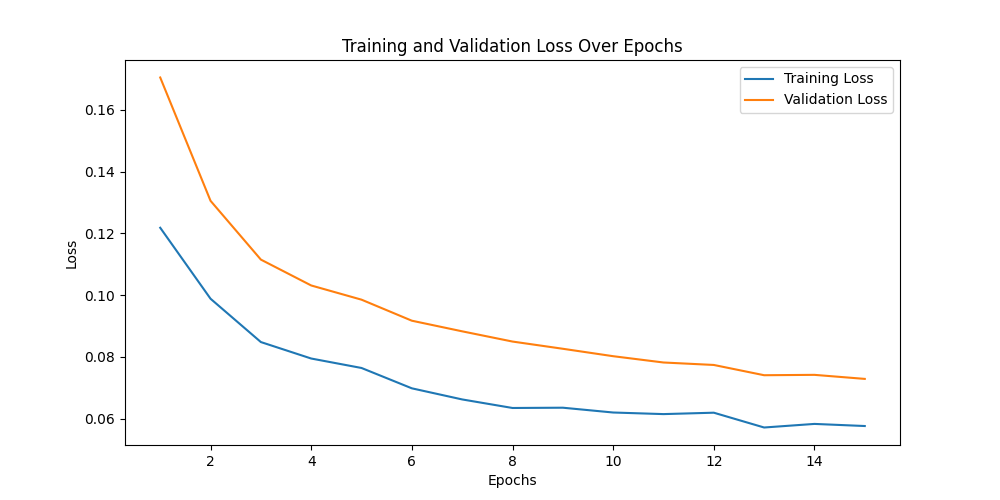 Training and Validation Loss Over Epochs
Training Loss
Validation Loss
0.16
0.14
0.12
0.10
0.08
0.06
Loss
2 4 6 8 10 12 14
Epochs